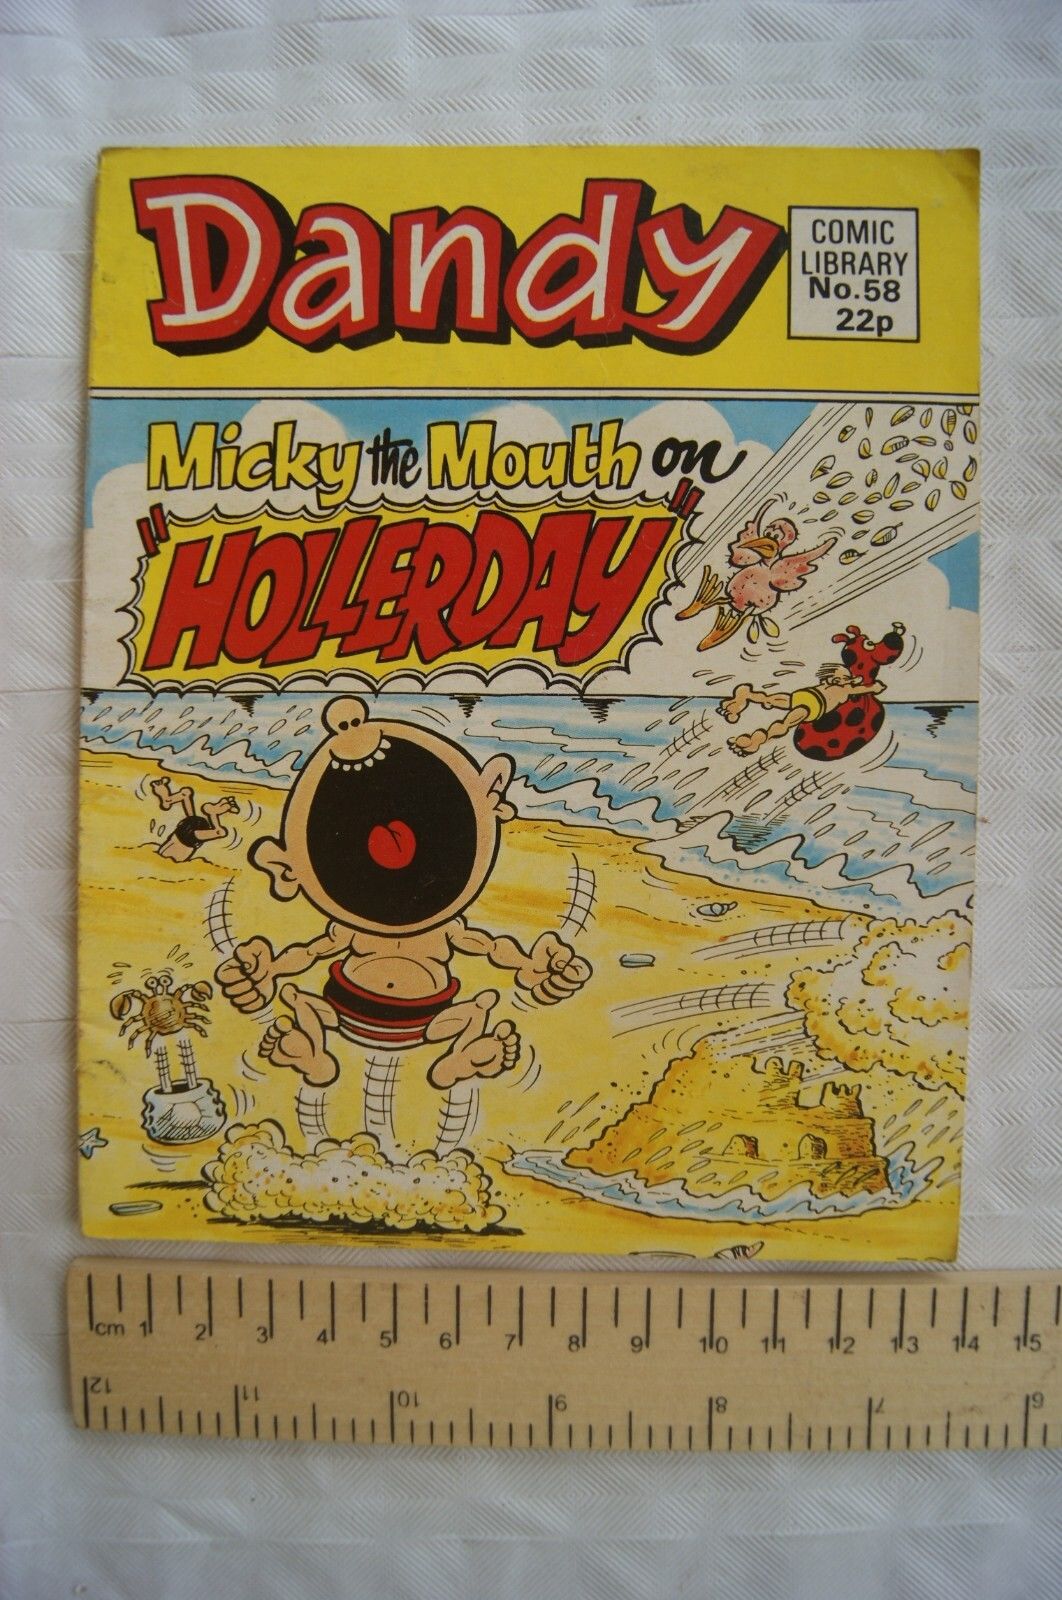 Dandy
COMIC
LIBRARY
No.58
22p
Micky the Mouth on
"HOLLERDAY"
cm 1 2 3 4 5 6 7 8 9 10 11 12 13 14 15
12 11 10 9 8 7 6